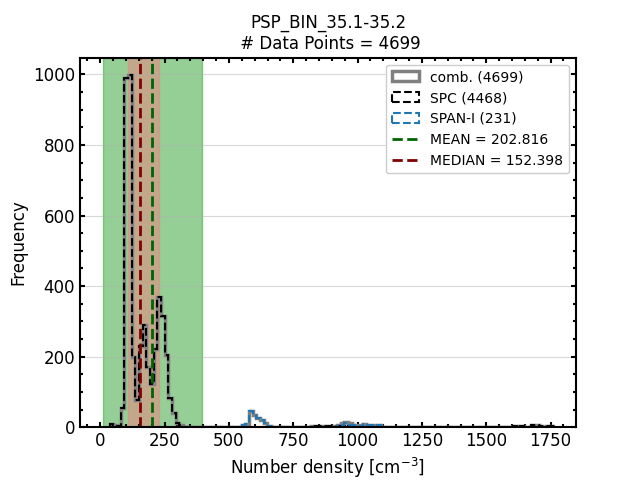 PSP_BIN_35.1-35.2
# Data Points = 4699
comb. (4699)
SPC (4468)
SPAN-I (231)
MEAN = 202.816
MEDIAN = 152.398
Frequency
1000
800
600
400
200
0
0 250 500 750 1000 1250 1500 1750
Number density [cm⁻³]